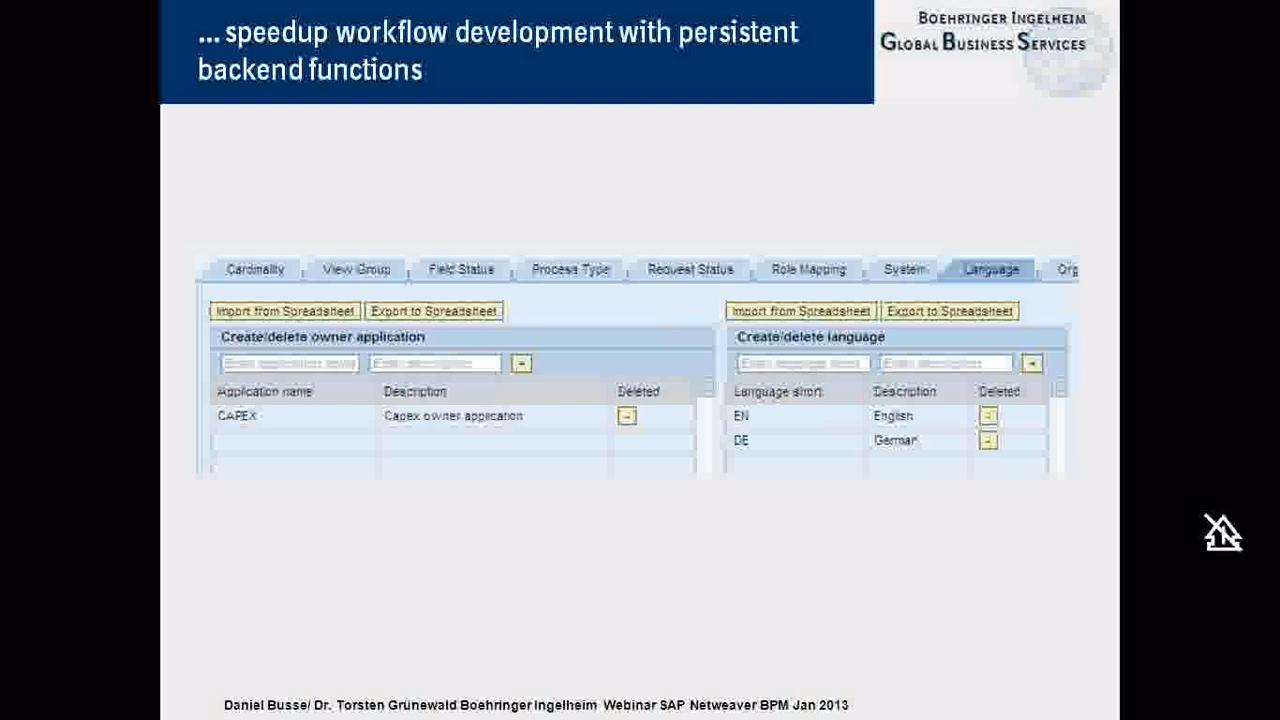 ... speedup workflow development with persistent
backend functions
BOEHRINGER INGELHEIM
GLOBAL BUSINESS SERVICES
Cardinality View Group Field Status Process Type Request Status Role Mapping System Language Org
Import from Spreadsheet Export to Spreadsheet Import from Spreadsheet Export to Spreadsheet
Create/delete owner application Create/delete language
Application name Description Deleted Language short Description Deleted
CAPEX Capex owner application EN English
DE German
Daniel Busse/ Dr. Torsten Grünewald Boehringer Ingelheim Webinar SAP Netweaver BPM Jan 2013